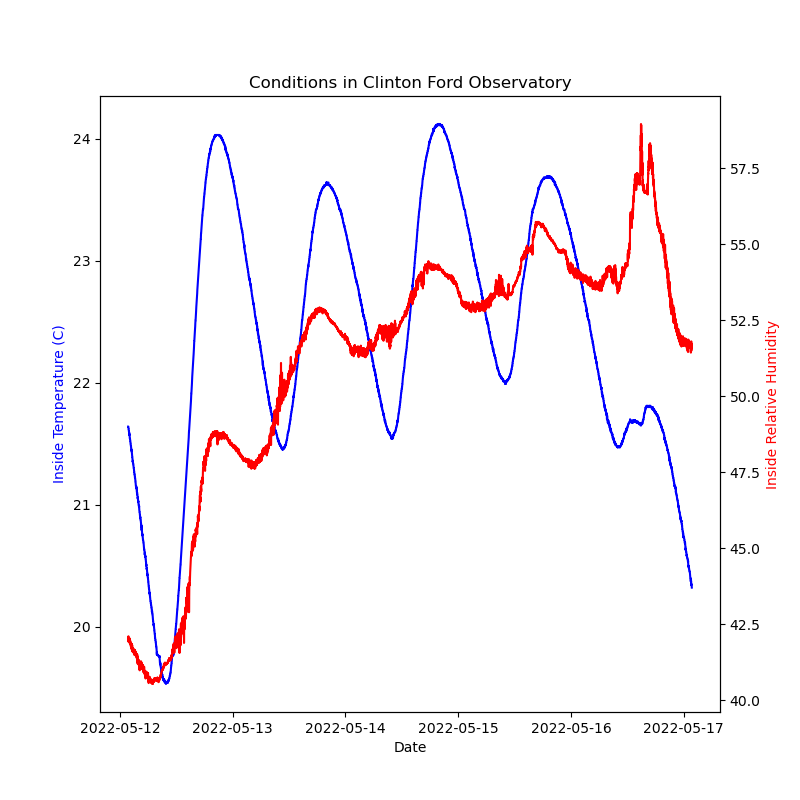 Conditions in Clinton Ford Observatory
Inside Temperature (C)
24
23
22
21
20
57.5
55.0
52.5
50.0
47.5
45.0
42.5
40.0
Inside Relative Humidity
2022-05-12 2022-05-13 2022-05-14 2022-05-15 2022-05-16 2022-05-17
Date